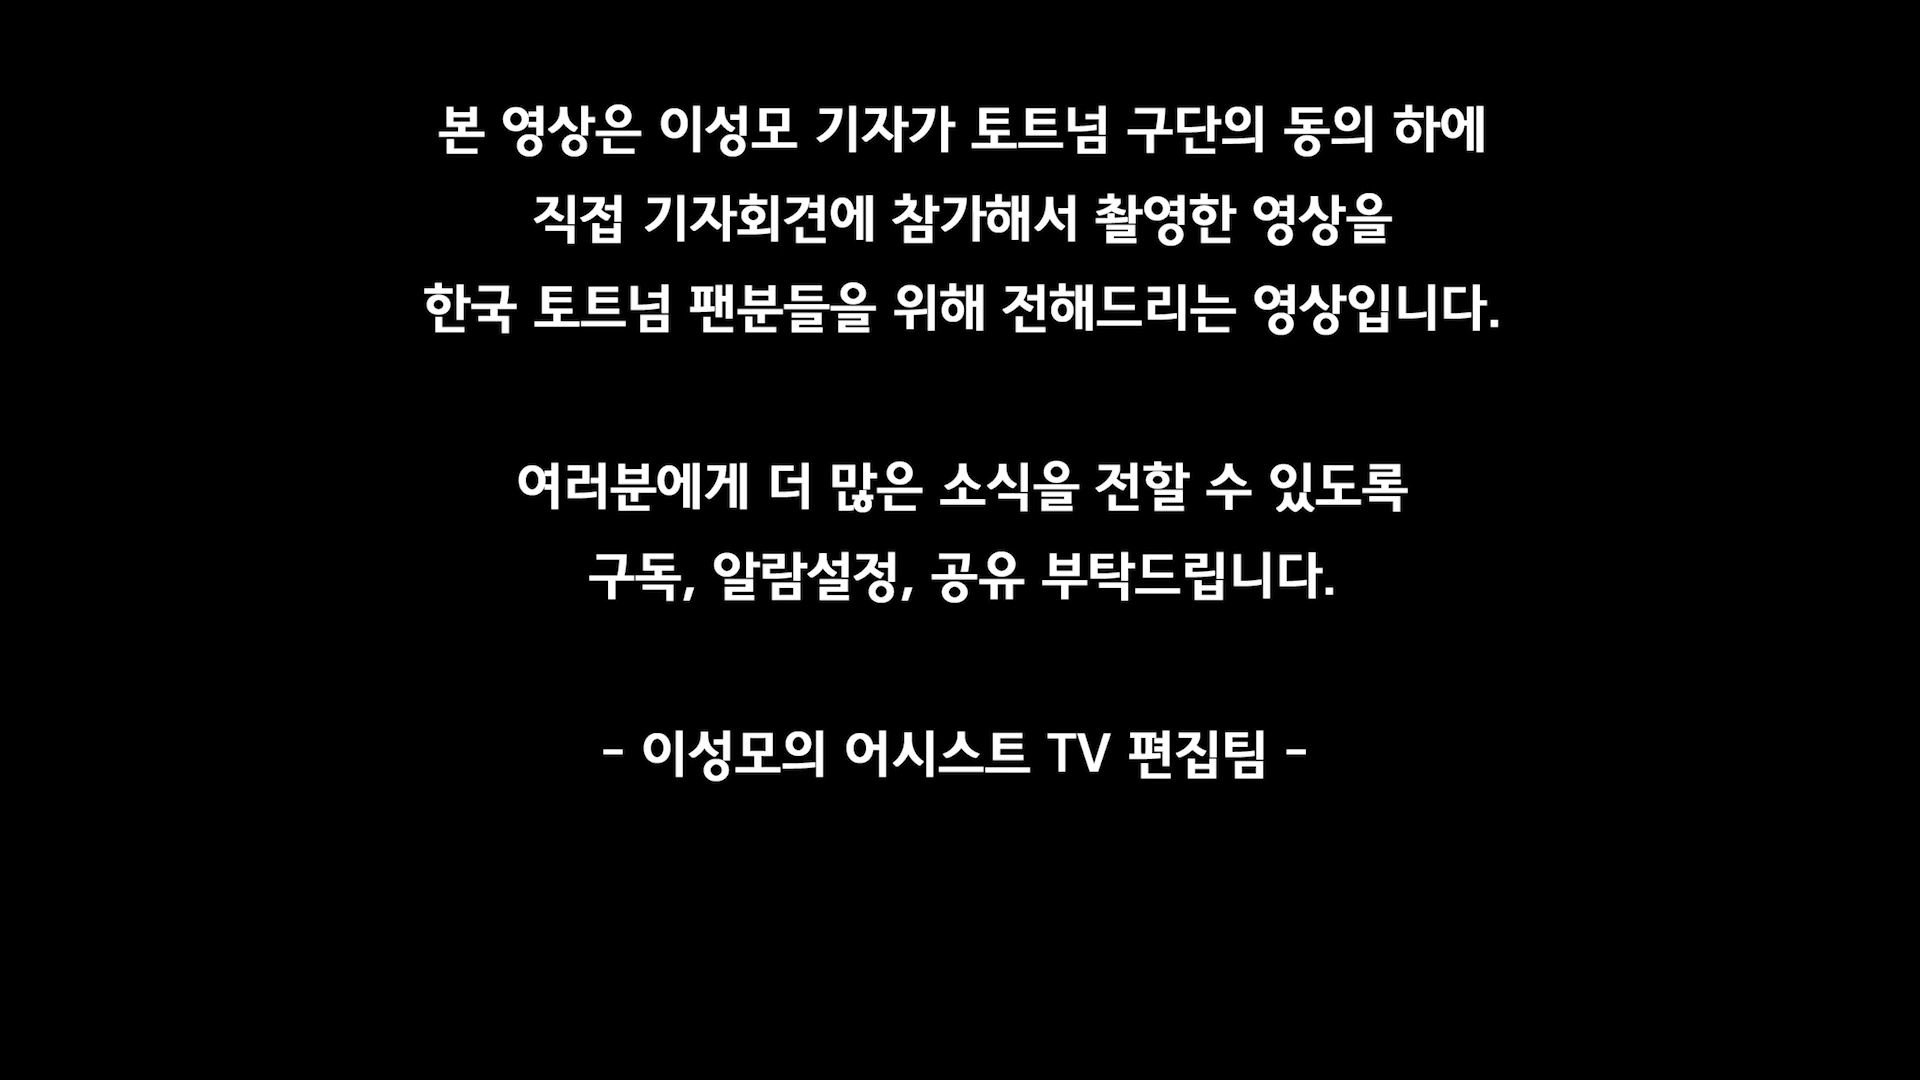 본 영상은 이성모 기자가 토트넘 구단의 동의 하에
직접 기자회견에 참가해서 촬영한 영상을
한국 토트넘 팬분들을 위해 전해드리는 영상입니다.
여러분에게 더 많은 소식을 전할 수 있도록
구독, 알람설정, 공유 부탁드립니다.
- 이성모의 어시스트 TV 편집팀 -